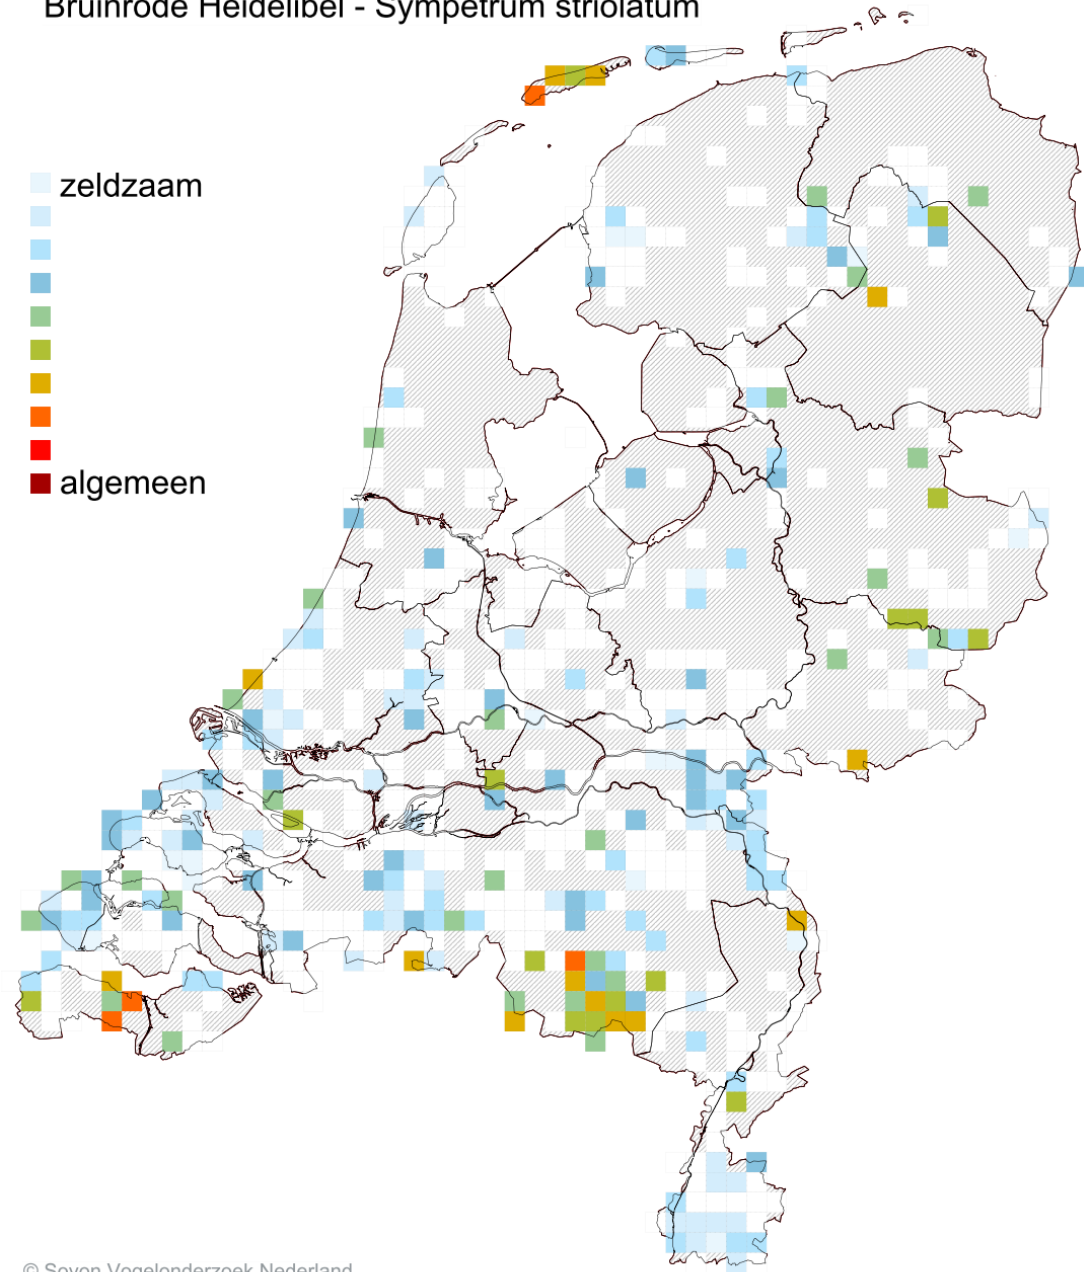 Bruinrode Heidelibel - Sympetrum striolatum
zeldzaam
algemeen
© Sovon Vogelonderzoek Nederland